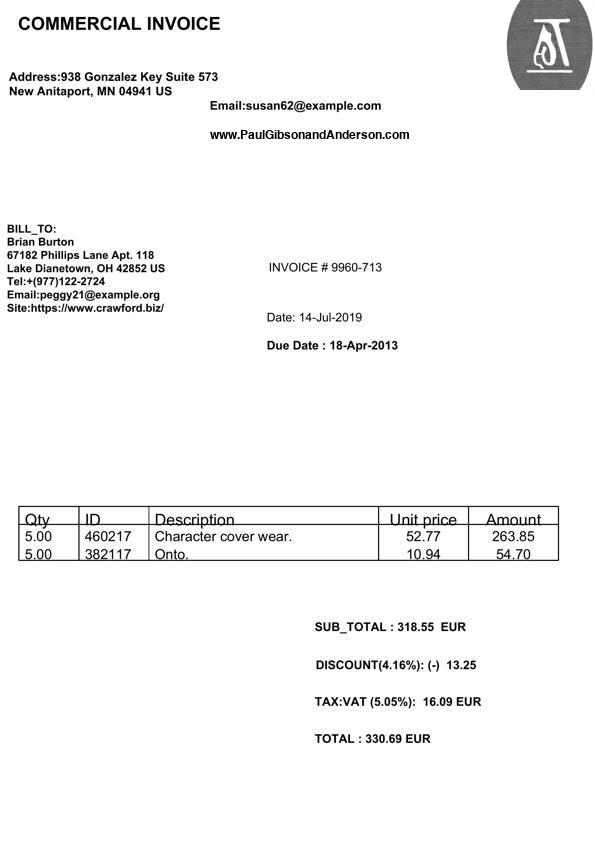 COMMERCIAL INVOICE
Address:938 Gonzalez Key Suite 573
New Anitaport, MN 04941 US
Email:susan62@example.com
www.PaulGibsonandAnderson.com
BILL_TO:
Brian Burton
67182 Phillips Lane Apt. 118
Lake Dianetown, OH 42852 US
Tel:+(977)122-2724
Email:peggy21@example.org
Site:https://www.crawford.biz/
INVOICE # 9960-713
Date: 14-Jul-2019
Due Date : 18-Apr-2013
Qty ID Description Unit price Amount
5.00 460217 Character cover wear. 52.77 263.85
5.00 382117 Onto. 10.94 54.70
SUB_TOTAL : 318.55 EUR
DISCOUNT(4.16%): (-) 13.25
TAX:VAT (5.05%): 16.09 EUR
TOTAL : 330.69 EUR